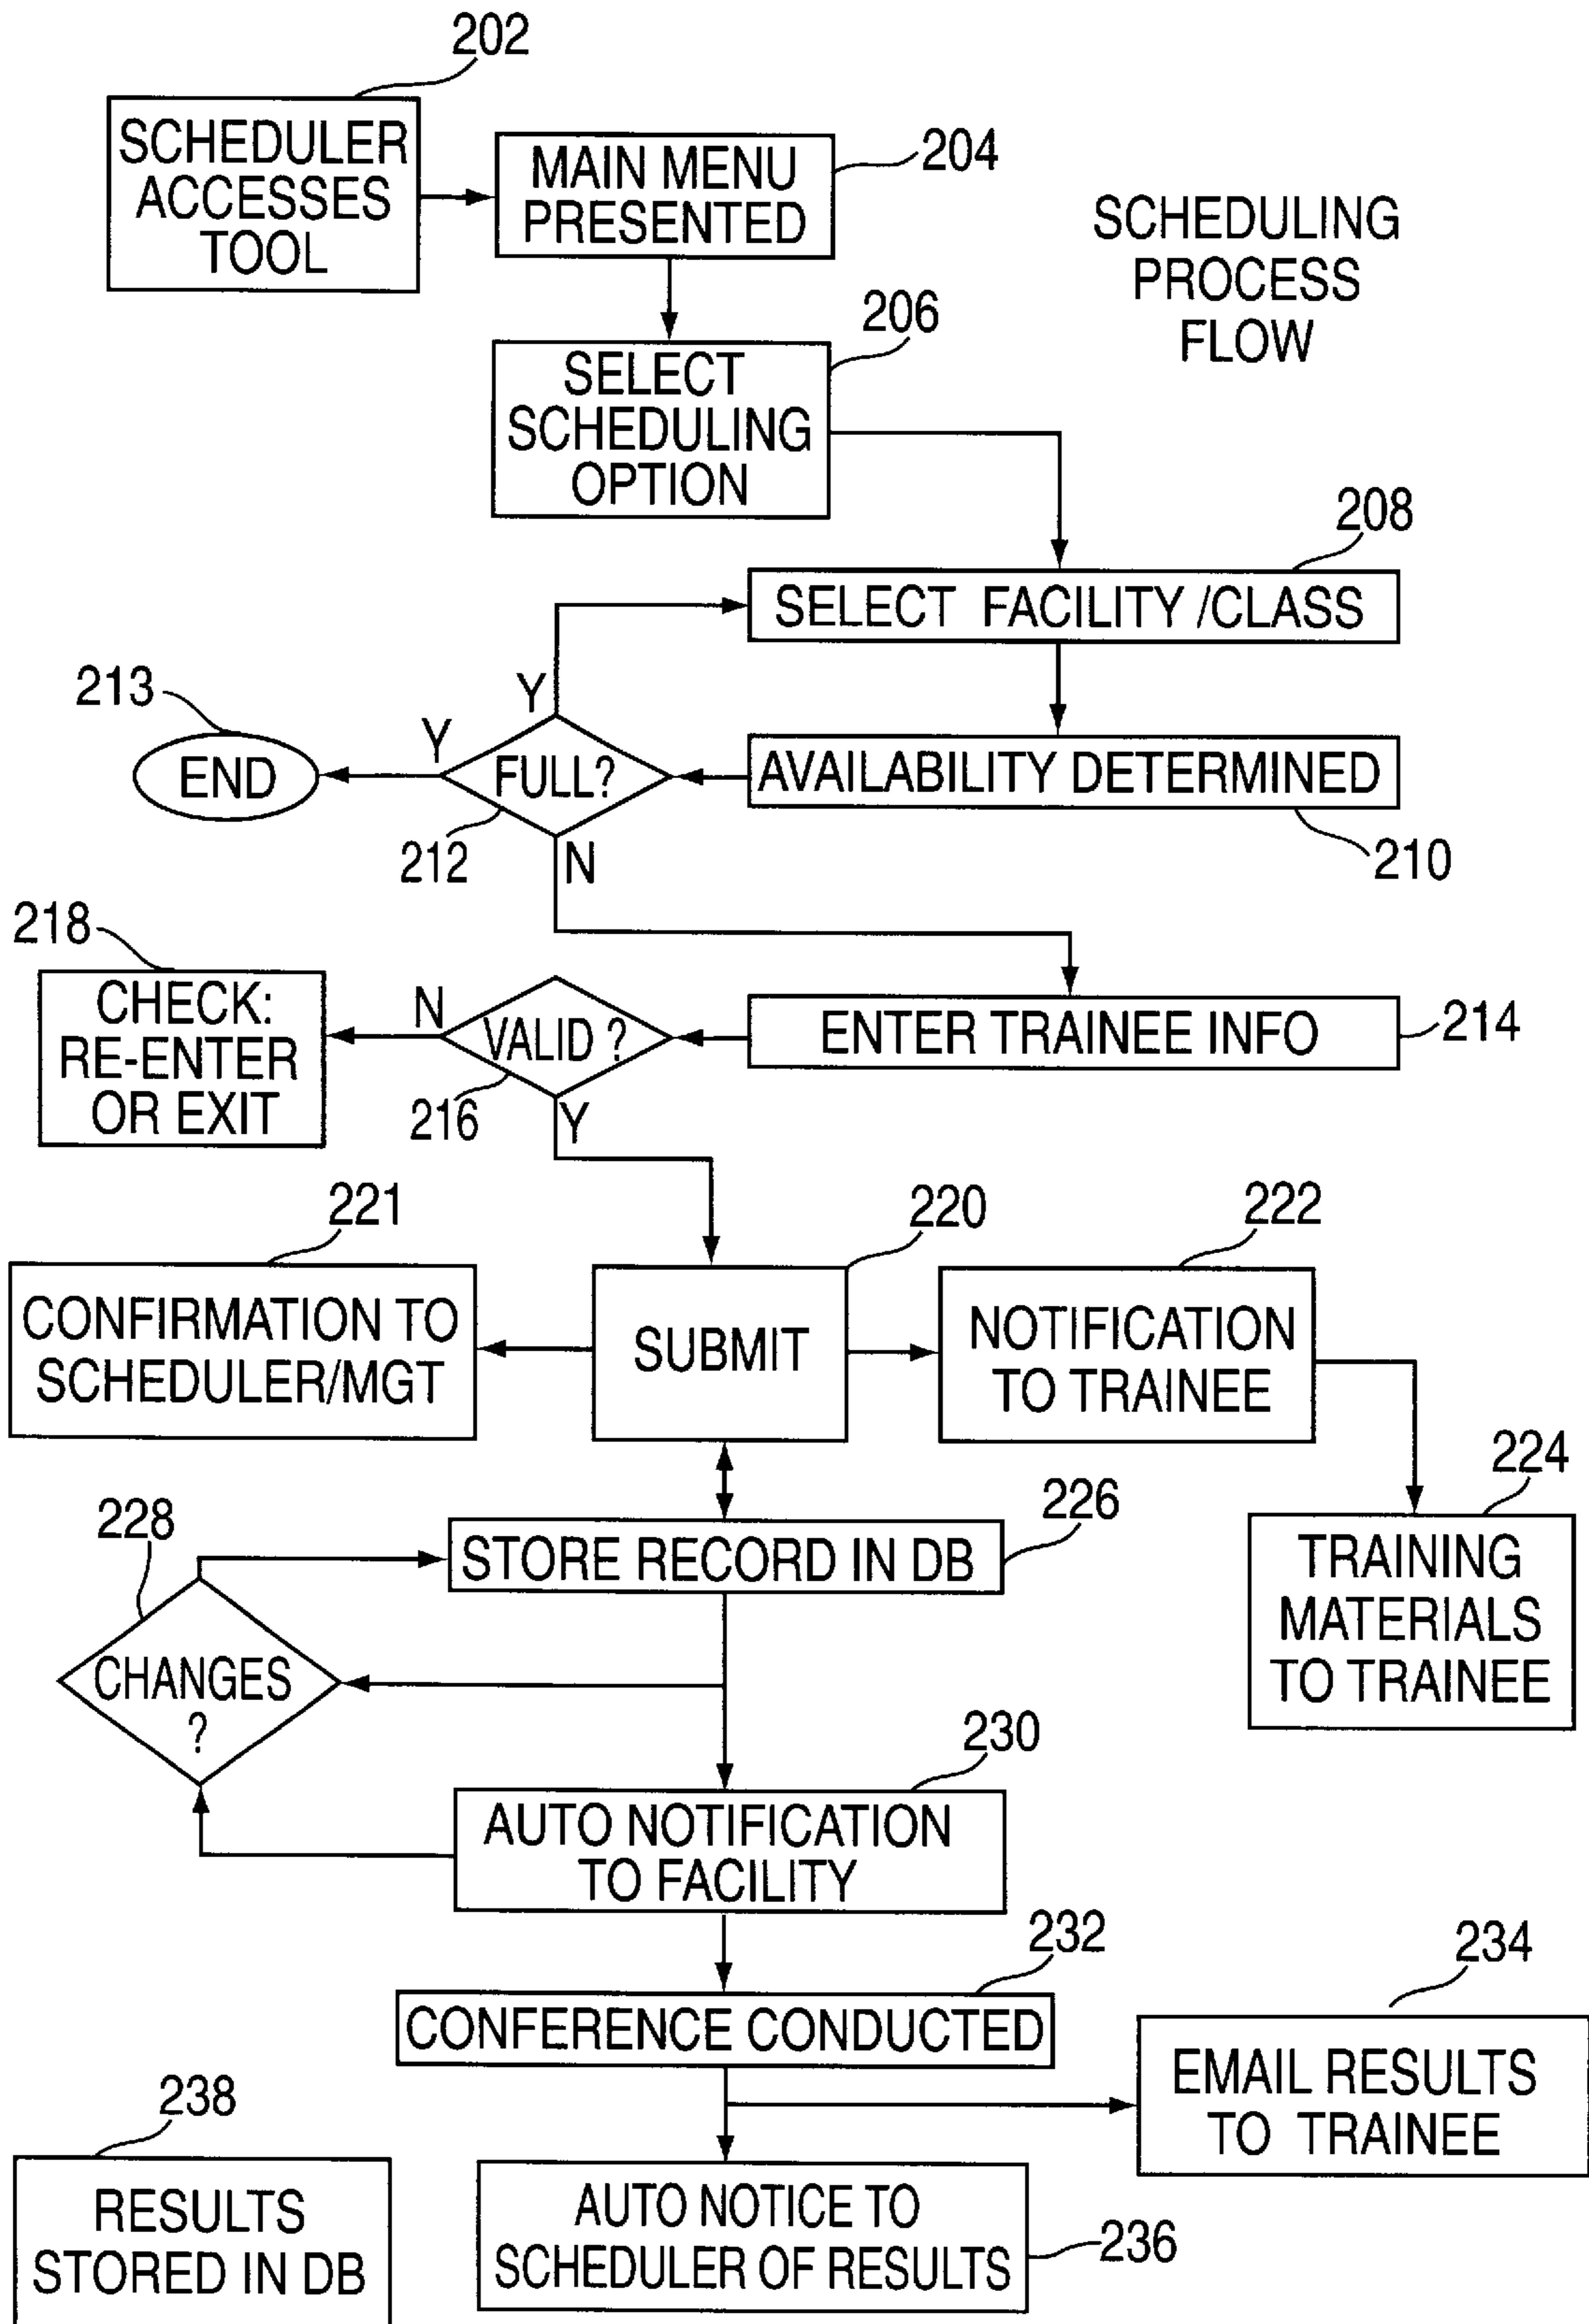 202
SCHEDULER
ACCESSES
TOOL
MAIN MENU
PRESENTED
204
SCHEDULING
PROCESS
FLOW
206
SELECT
SCHEDULING
OPTION
208
SELECT FACILITY /CLASS
213
Y
Y
END
FULL?
AVAILABILITY DETERMINED
212
N
210
218
CHECK:
RE-ENTER
OR EXIT
N
VALID ?
ENTER TRAINEE INFO
214
216
Y
221
220
222
CONFIRMATION TO
SCHEDULER/MGT
SUBMIT
NOTIFICATION
TO TRAINEE
224
TRAINING
MATERIALS
TO TRAINEE
228
226
STORE RECORD IN DB
CHANGES
?
230
AUTO NOTIFICATION
TO FACILITY
232
CONFERENCE CONDUCTED
234
EMAIL RESULTS
TO TRAINEE
238
RESULTS
STORED IN DB
AUTO NOTICE TO
SCHEDULER OF RESULTS
236